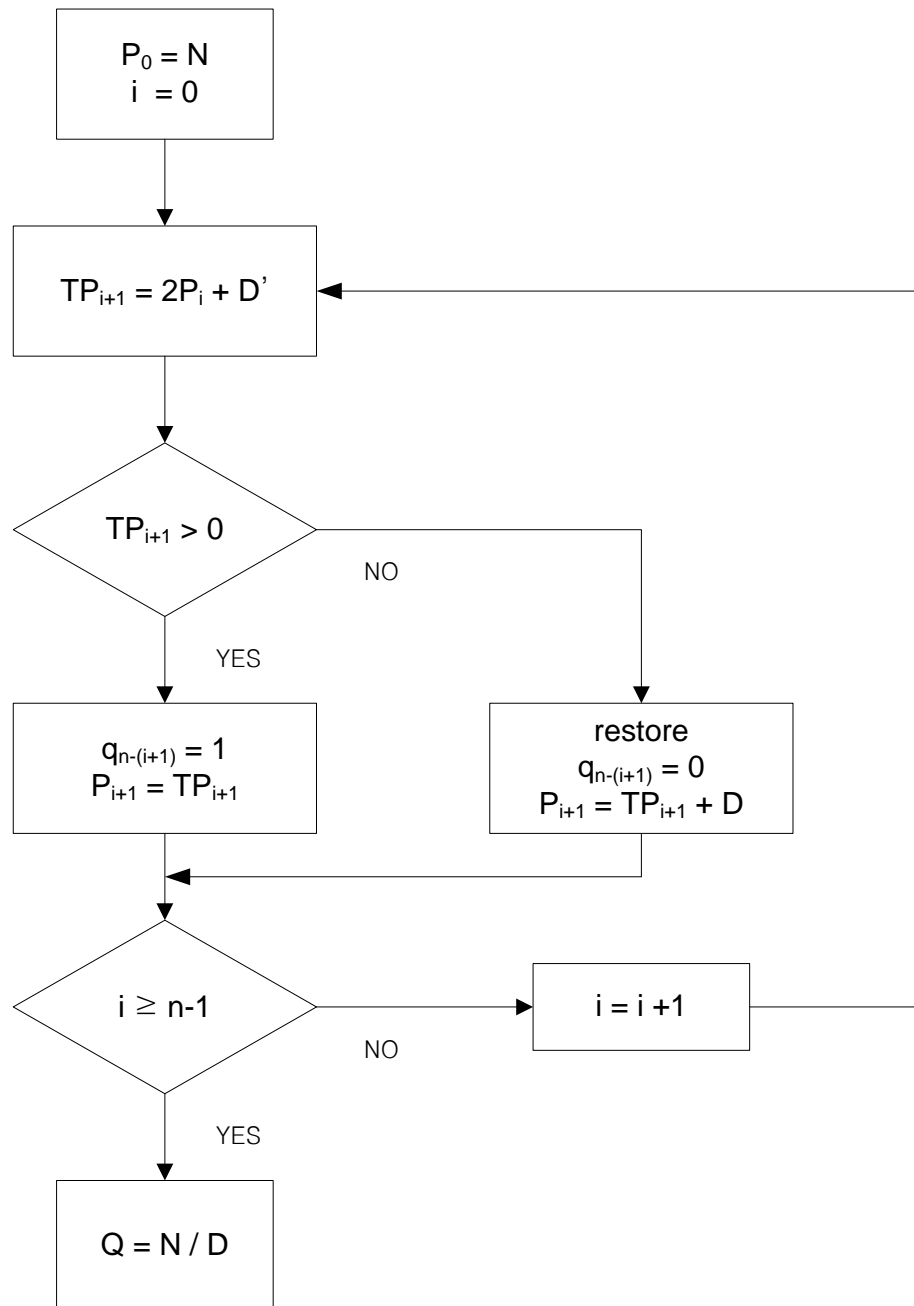 P₀ = N
i = 0
TPᵢ₊₁ = 2Pᵢ + D’
TPᵢ₊₁ > 0
NO
YES
qₙ₋₍ᵢ₊₁₎ = 1
Pᵢ₊₁ = TPᵢ₊₁
restore
qₙ₋₍ᵢ₊₁₎ = 0
Pᵢ₊₁ = TPᵢ₊₁ + D
i ≥ n-1
i = i +1
NO
YES
Q = N / D